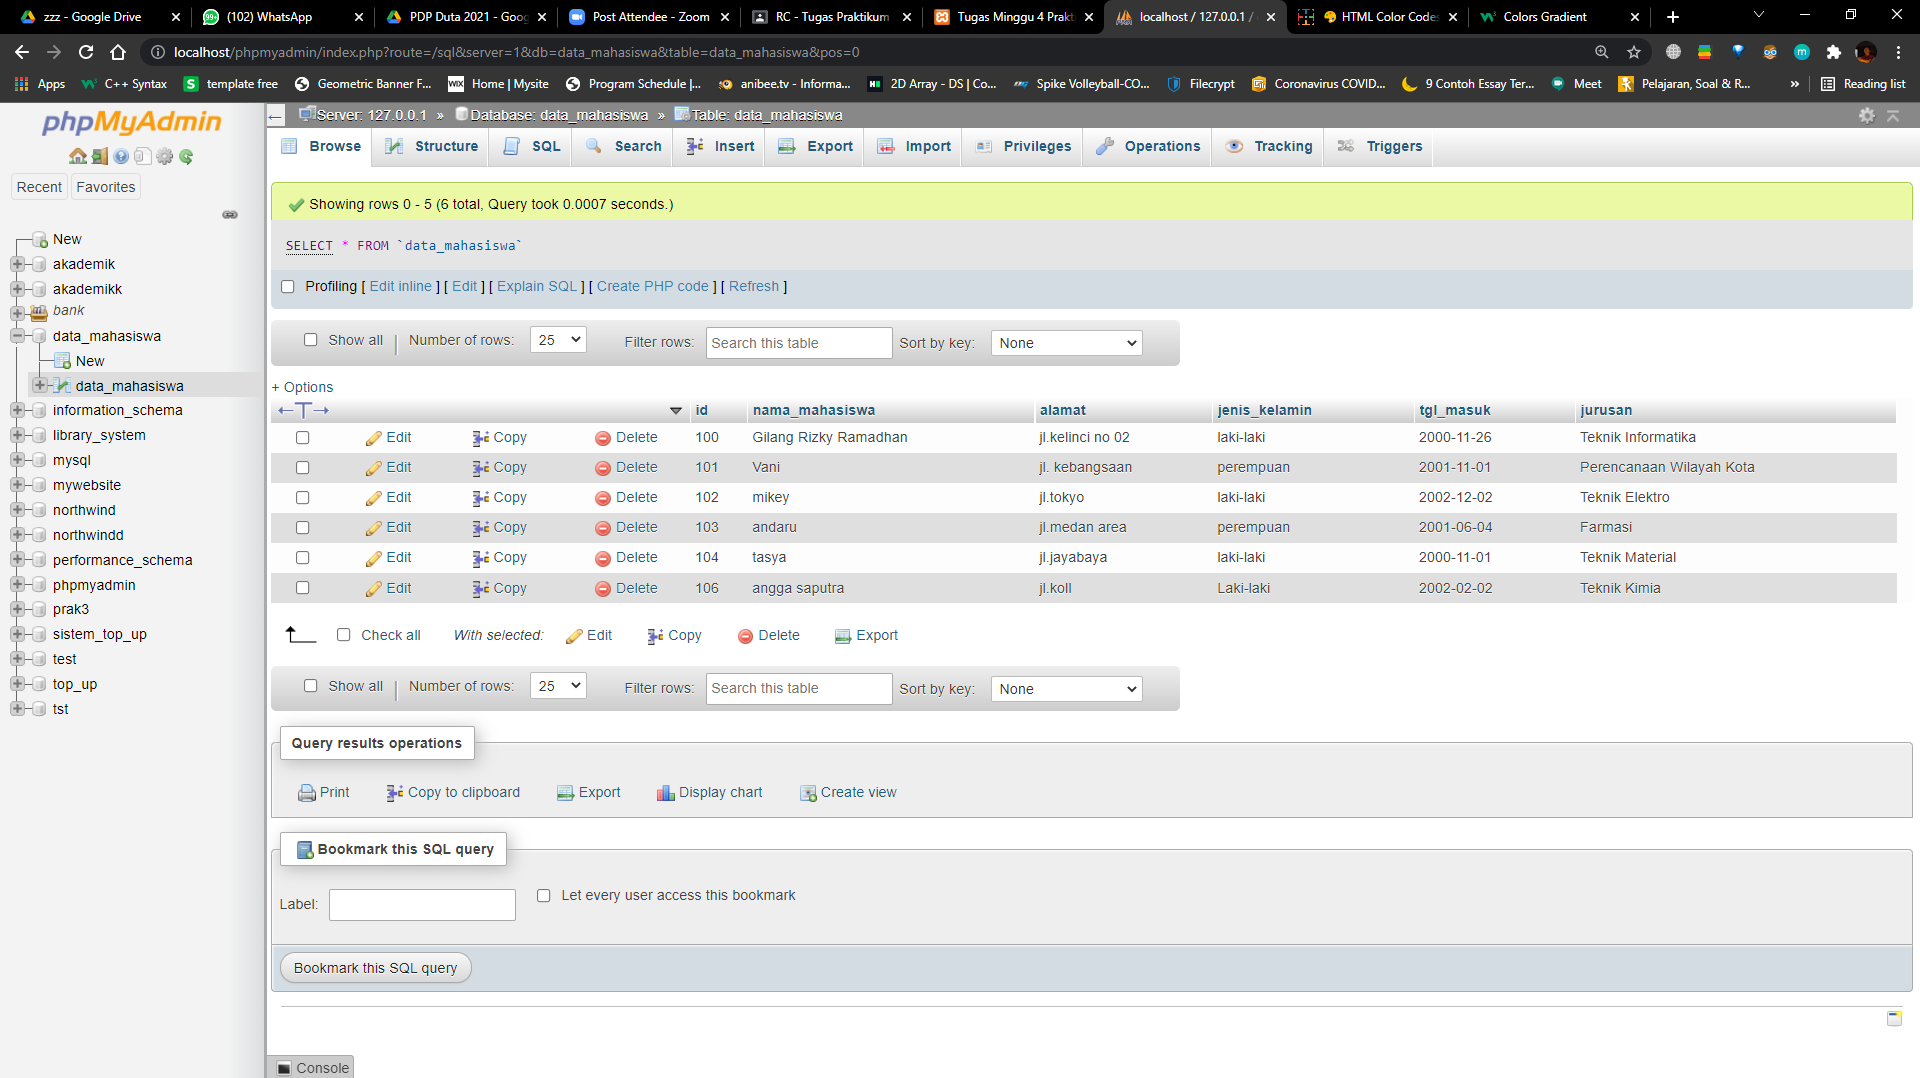 zzz - Google Drive
(102) WhatsApp
PDP Duta 2021 - Goog
Post Attendee - Zoom
RC - Tugas Praktikum
Tugas Minggu 4 Prakt
localhost / 127.0.0.1 /
HTML Color Codes
Colors Gradient
localhost/phpmyadmin/index.php?route=/sql&server=1&db=data_mahasiswa&table=data_mahasiswa&pos=0
Apps
C++ Syntax
template free
Geometric Banner F...
Home | Mysite
Program Schedule |...
anibee.tv - Informa...
2D Array - DS | Co...
Spike Volleyball-CO...
Filecrypt
Coronavirus COVID...
9 Contoh Essay Ter...
Meet
Pelajaran, Soal & R...
»
Reading list
phpMyAdmin
Recent
Favorites
New
akademik
akademikk
bank
data_mahasiswa
New
data_mahasiswa
information_schema
library_system
mysql
mywebsite
northwind
northwindd
performance_schema
phpmyadmin
prak3
sistem_top_up
test
top_up
tst
Server: 127.0.0.1 » Database: data_mahasiswa » Table: data_mahasiswa
Browse Structure SQL Search Insert Export Import Privileges Operations Tracking Triggers
Showing rows 0 - 5 (6 total, Query took 0.0007 seconds.)
SELECT * FROM `data_mahasiswa`
Profiling [ Edit inline ] [ Edit ] [ Explain SQL ] [ Create PHP code ] [ Refresh ]
Show all | Number of rows: 25 Filter rows: Search this table Sort by key: None
+ Options
←T→ id nama_mahasiswa alamat jenis_kelamin tgl_masuk jurusan
Edit Copy Delete 100 Gilang Rizky Ramadhan jl.kelinci no 02 laki-laki 2000-11-26 Teknik Informatika
Edit Copy Delete 101 Vani jl. kebangsaan perempuan 2001-11-01 Perencanaan Wilayah Kota
Edit Copy Delete 102 mikey jl.tokyo laki-laki 2002-12-02 Teknik Elektro
Edit Copy Delete 103 andaru jl.medan area perempuan 2001-06-04 Farmasi
Edit Copy Delete 104 tasya jl.jayabaya laki-laki 2000-11-01 Teknik Material
Edit Copy Delete 106 angga saputra jl.koll Laki-laki 2002-02-02 Teknik Kimia
Check all With selected: Edit Copy Delete Export
Show all | Number of rows: 25 Filter rows: Search this table Sort by key: None
Query results operations
Print Copy to clipboard Export Display chart Create view
Bookmark this SQL query
Label: Let every user access this bookmark
Bookmark this SQL query
Console